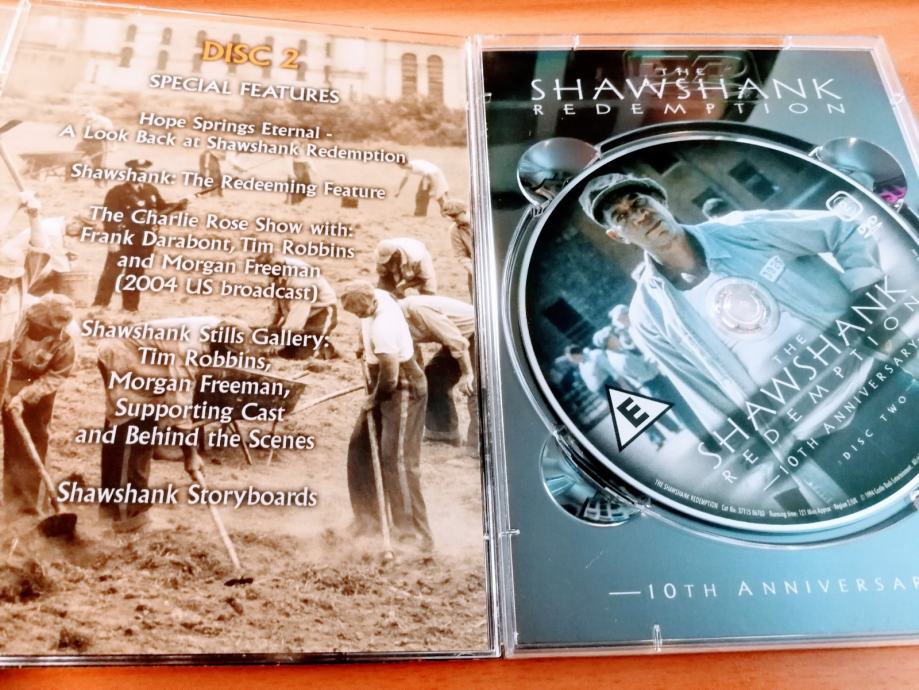 DISC 2
SPECIAL FEATURES
Hope Springs Eternal -
A Look Back at Shawshank Redemption
Shawshank: The Redeeming Feature
The Charlie Rose Show with:
Frank Darabont, Tim Robbins
and Morgan Freeman
(2004 US broadcast)
Shawshank Stills Gallery:
Tim Robbins,
Morgan Freeman,
Supporting Cast
and Behind the Scenes
Shawshank Storyboards
THE
SHAWSHANK
REDEMPTION
E
THE
SHAWSHANK
REDEMPTION
—10TH ANNIVERSARY
DISC TWO
THE SHAWSHANK REDEMPTION
—10TH ANNIVERSAR